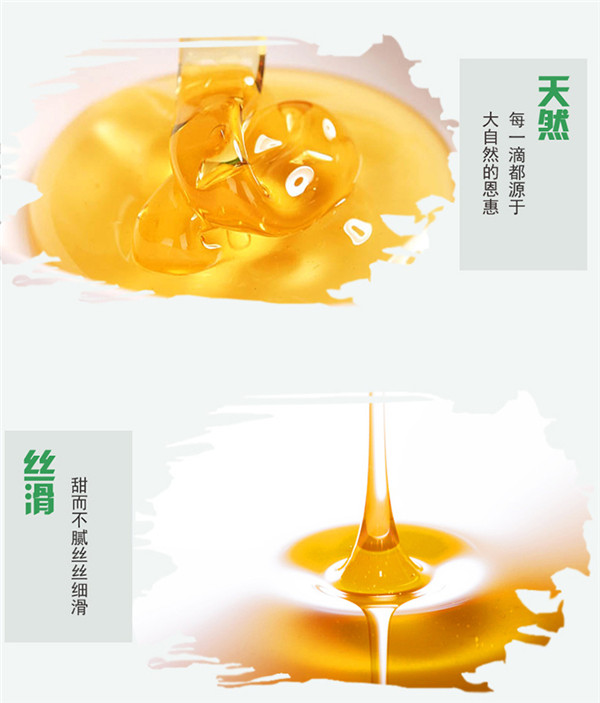 天然
每一滴都源于
大自然的恩惠
丝滑
甜而不腻丝丝细滑